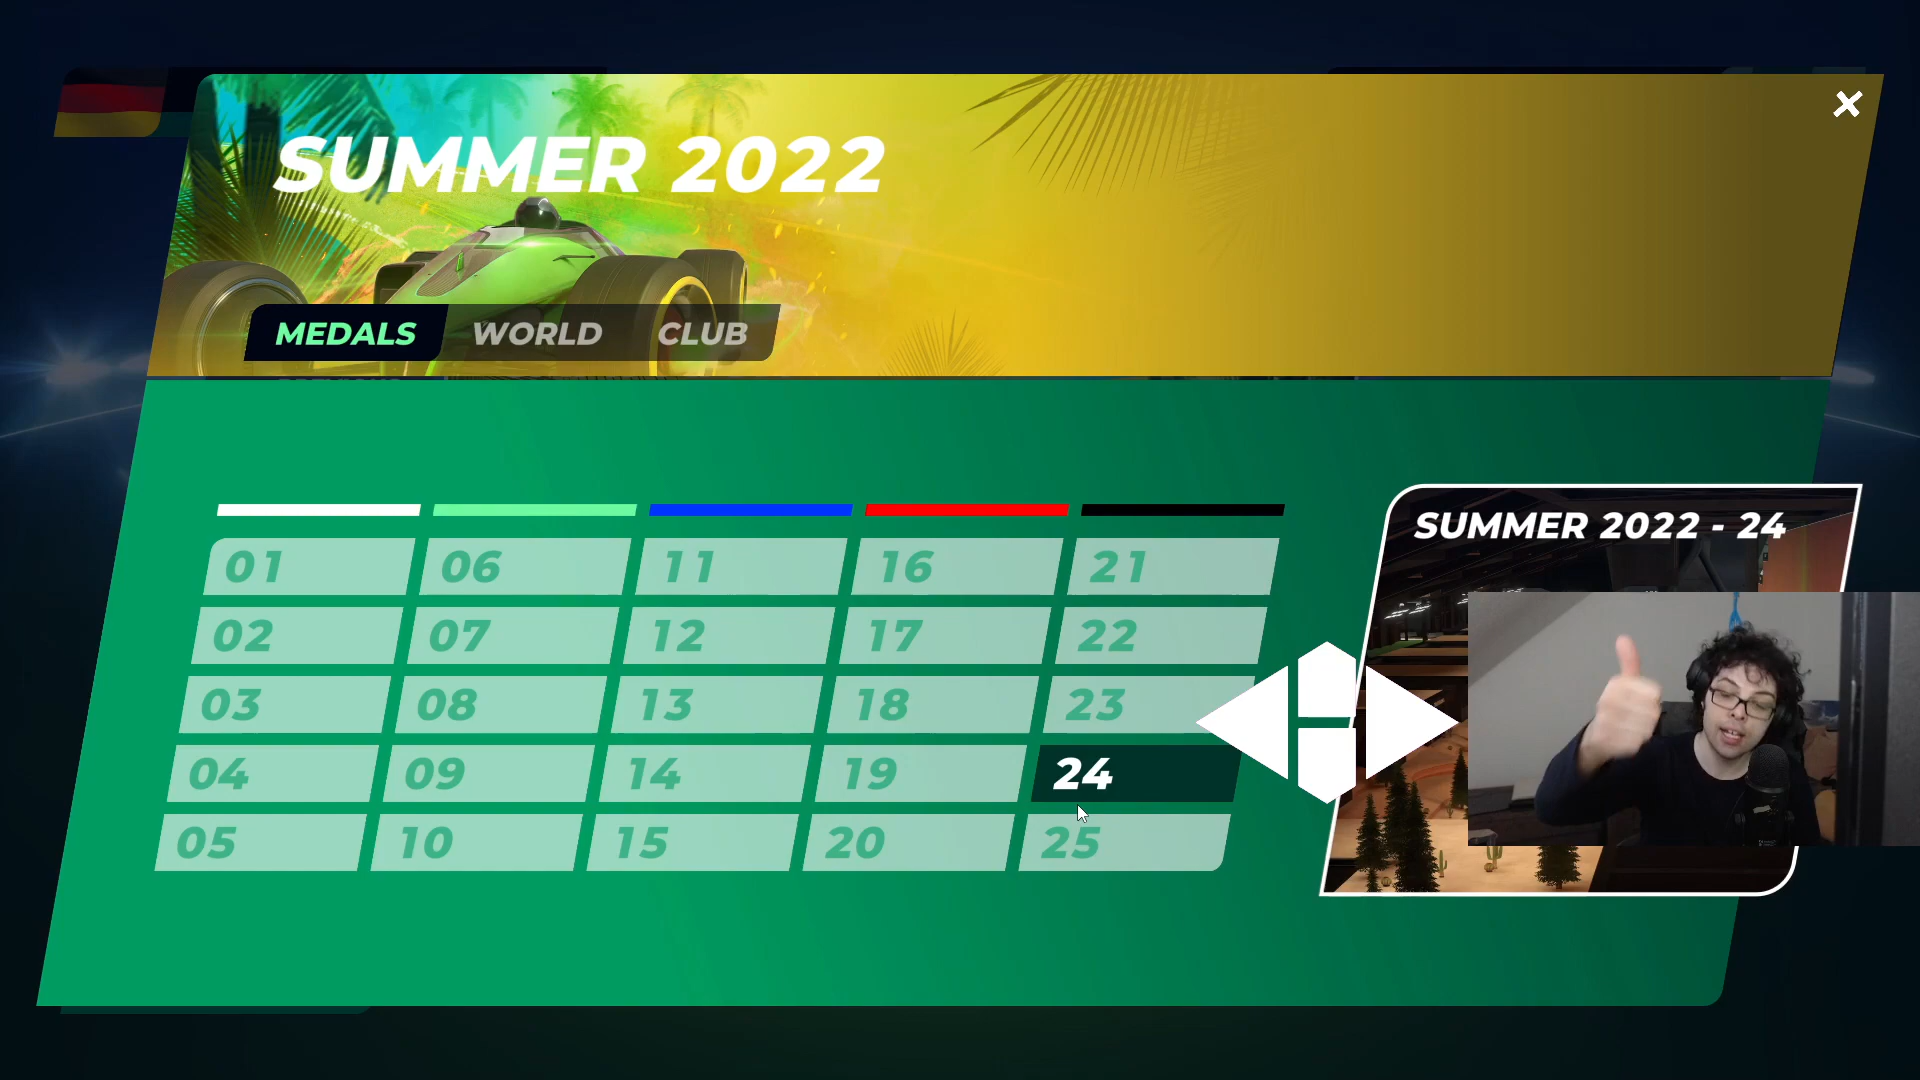 SUMMER 2022
MEDALS WORLD CLUB
01 06 11 16 21
02 07 12 17 22
03 08 13 18 23
04 09 14 19 24
05 10 15 20 25
SUMMER 2022 - 24